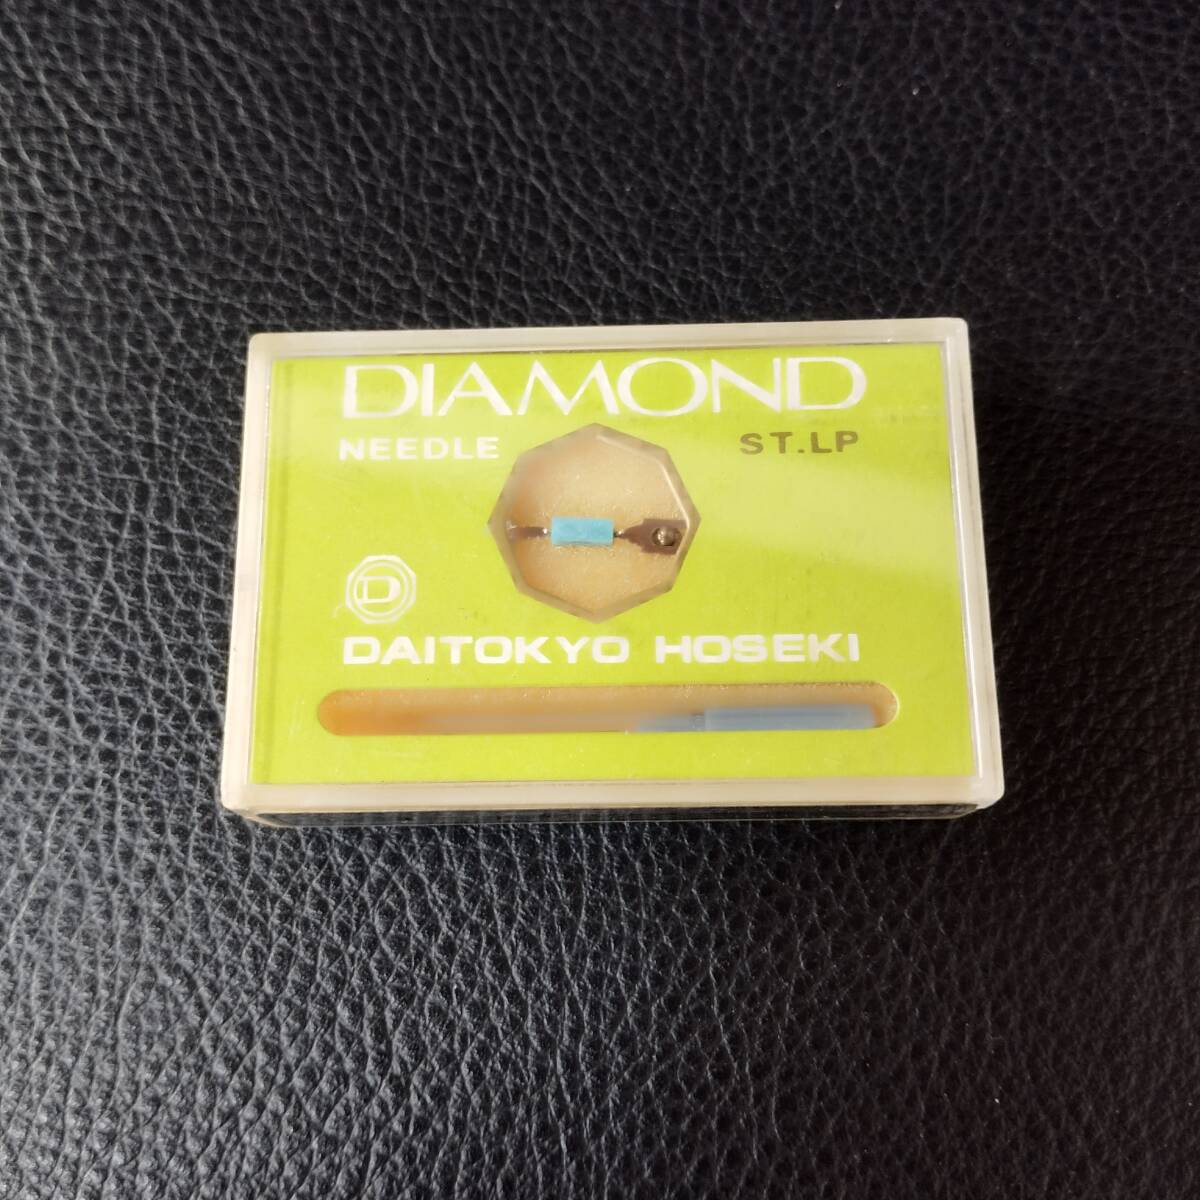 DIAMOND
NEEDLE ST.LP
D
DAITOKYO HOSEKI